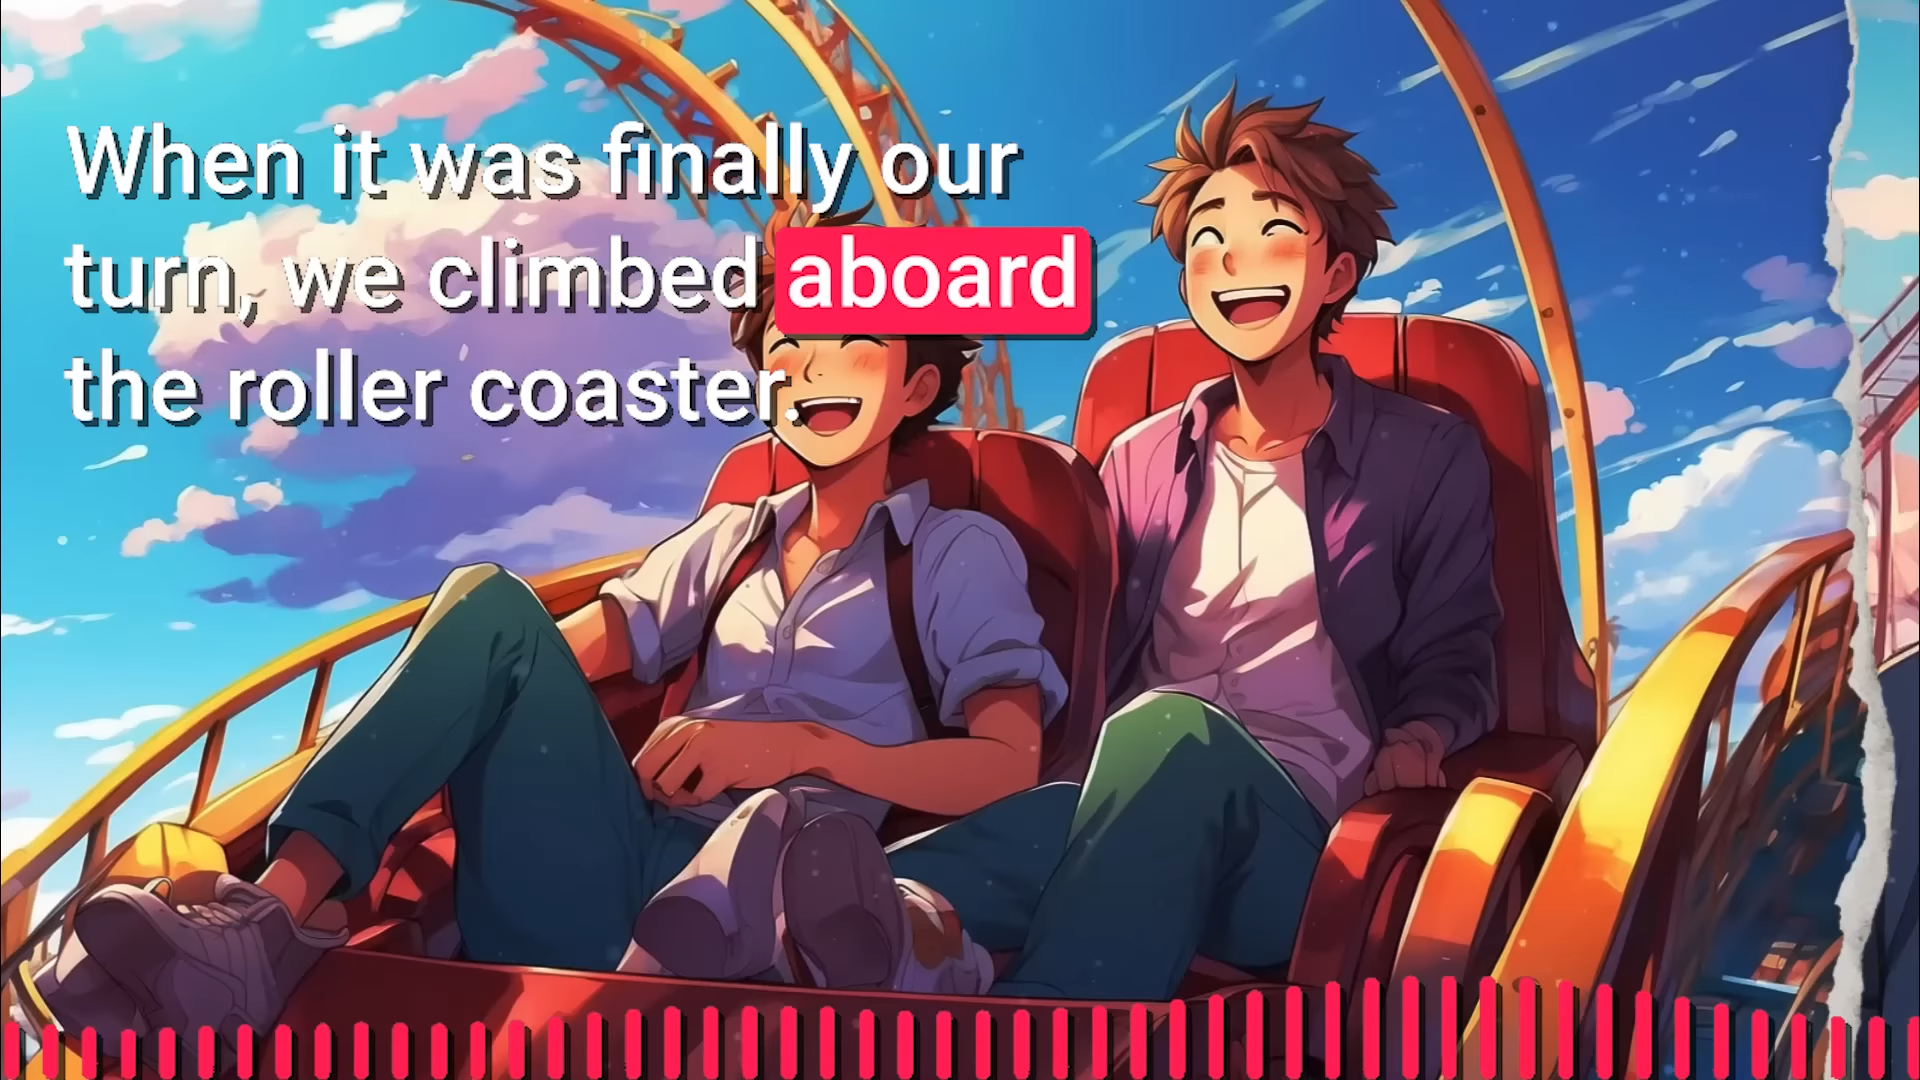 When it was finally our
turn, we climbed aboard
the roller coaster.